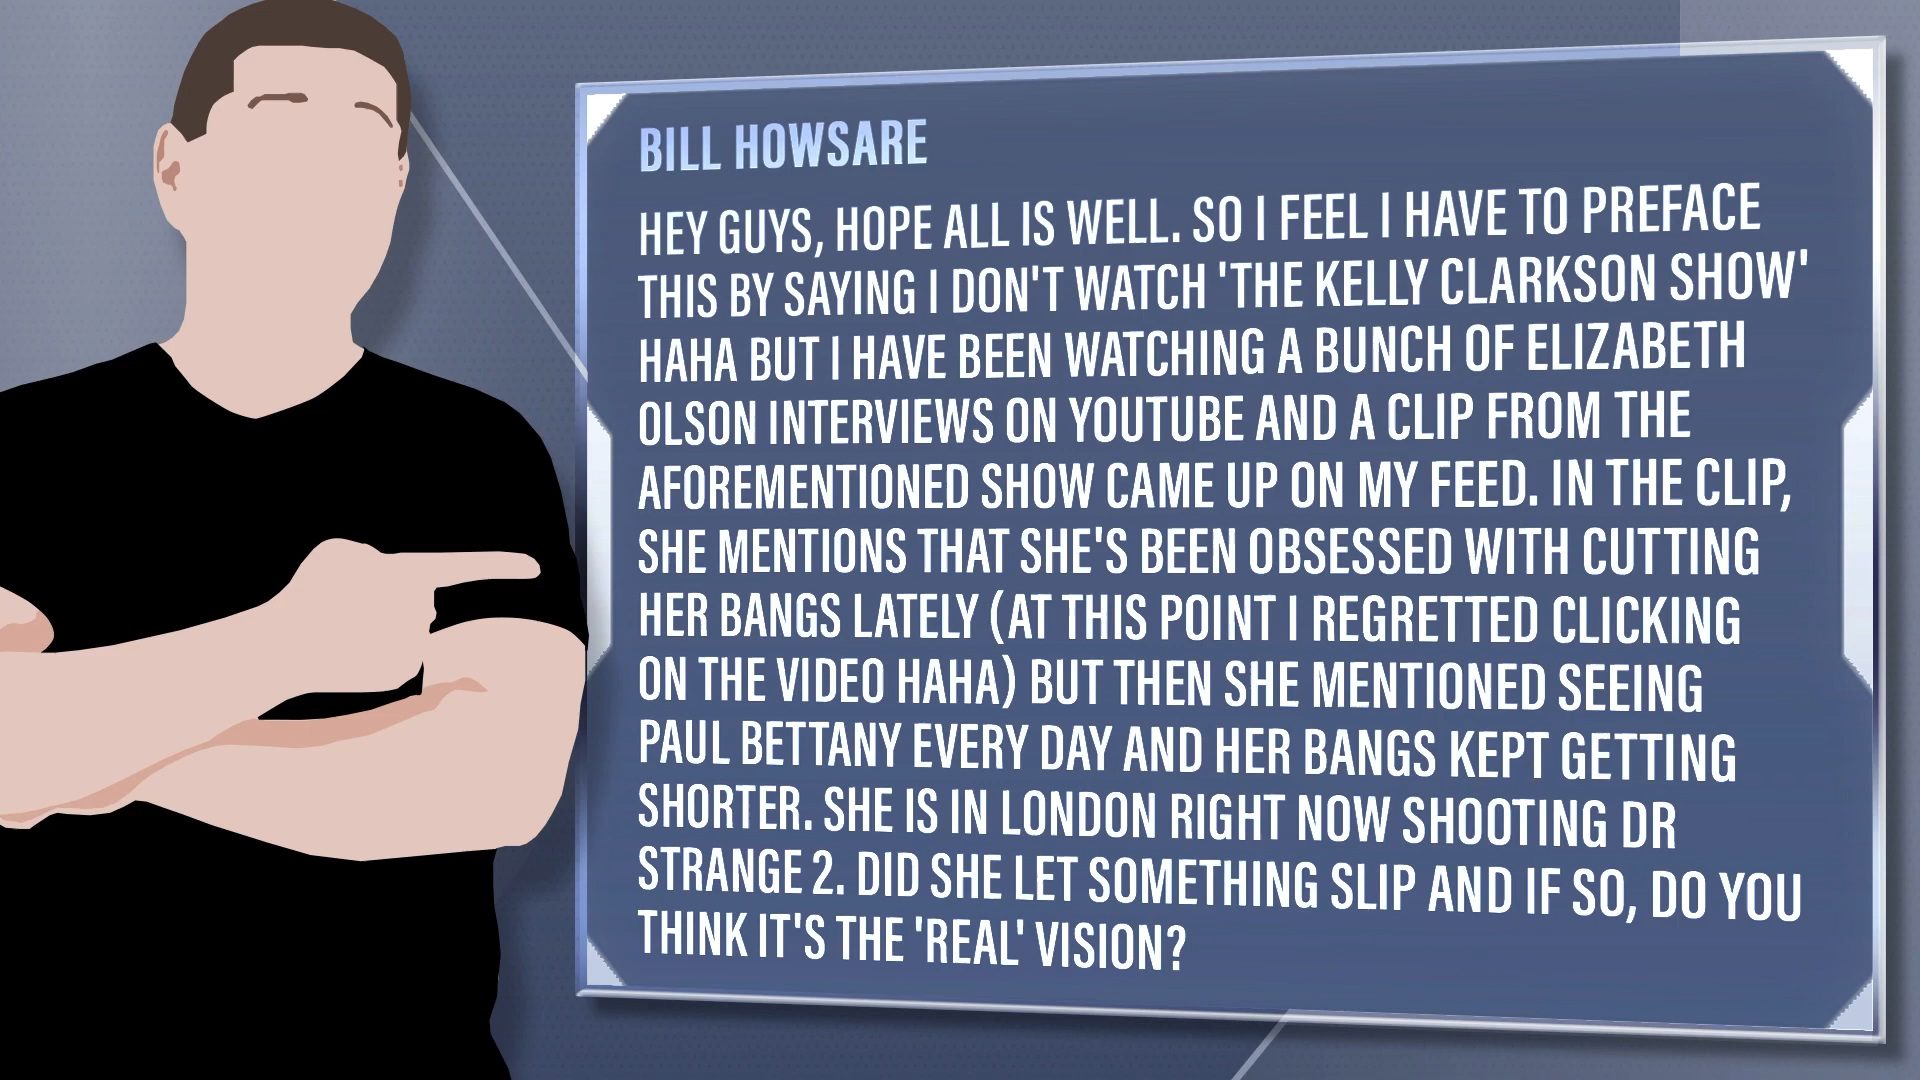 BILL HOWSARE
HEY GUYS, HOPE ALL IS WELL. SO I FEEL I HAVE TO PREFACE
THIS BY SAYING I DON'T WATCH 'THE KELLY CLARKSON SHOW'
HAHA BUT I HAVE BEEN WATCHING A BUNCH OF ELIZABETH
OLSON INTERVIEWS ON YOUTUBE AND A CLIP FROM THE
AFOREMENTIONED SHOW CAME UP ON MY FEED. IN THE CLIP,
SHE MENTIONS THAT SHE'S BEEN OBSESSED WITH CUTTING
HER BANGS LATELY (AT THIS POINT I REGRETTED CLICKING
ON THE VIDEO HAHA) BUT THEN SHE MENTIONED SEEING
PAUL BETTANY EVERY DAY AND HER BANGS KEPT GETTING
SHORTER. SHE IS IN LONDON RIGHT NOW SHOOTING DR
STRANGE 2. DID SHE LET SOMETHING SLIP AND IF SO, DO YOU
THINK IT'S THE 'REAL' VISION?